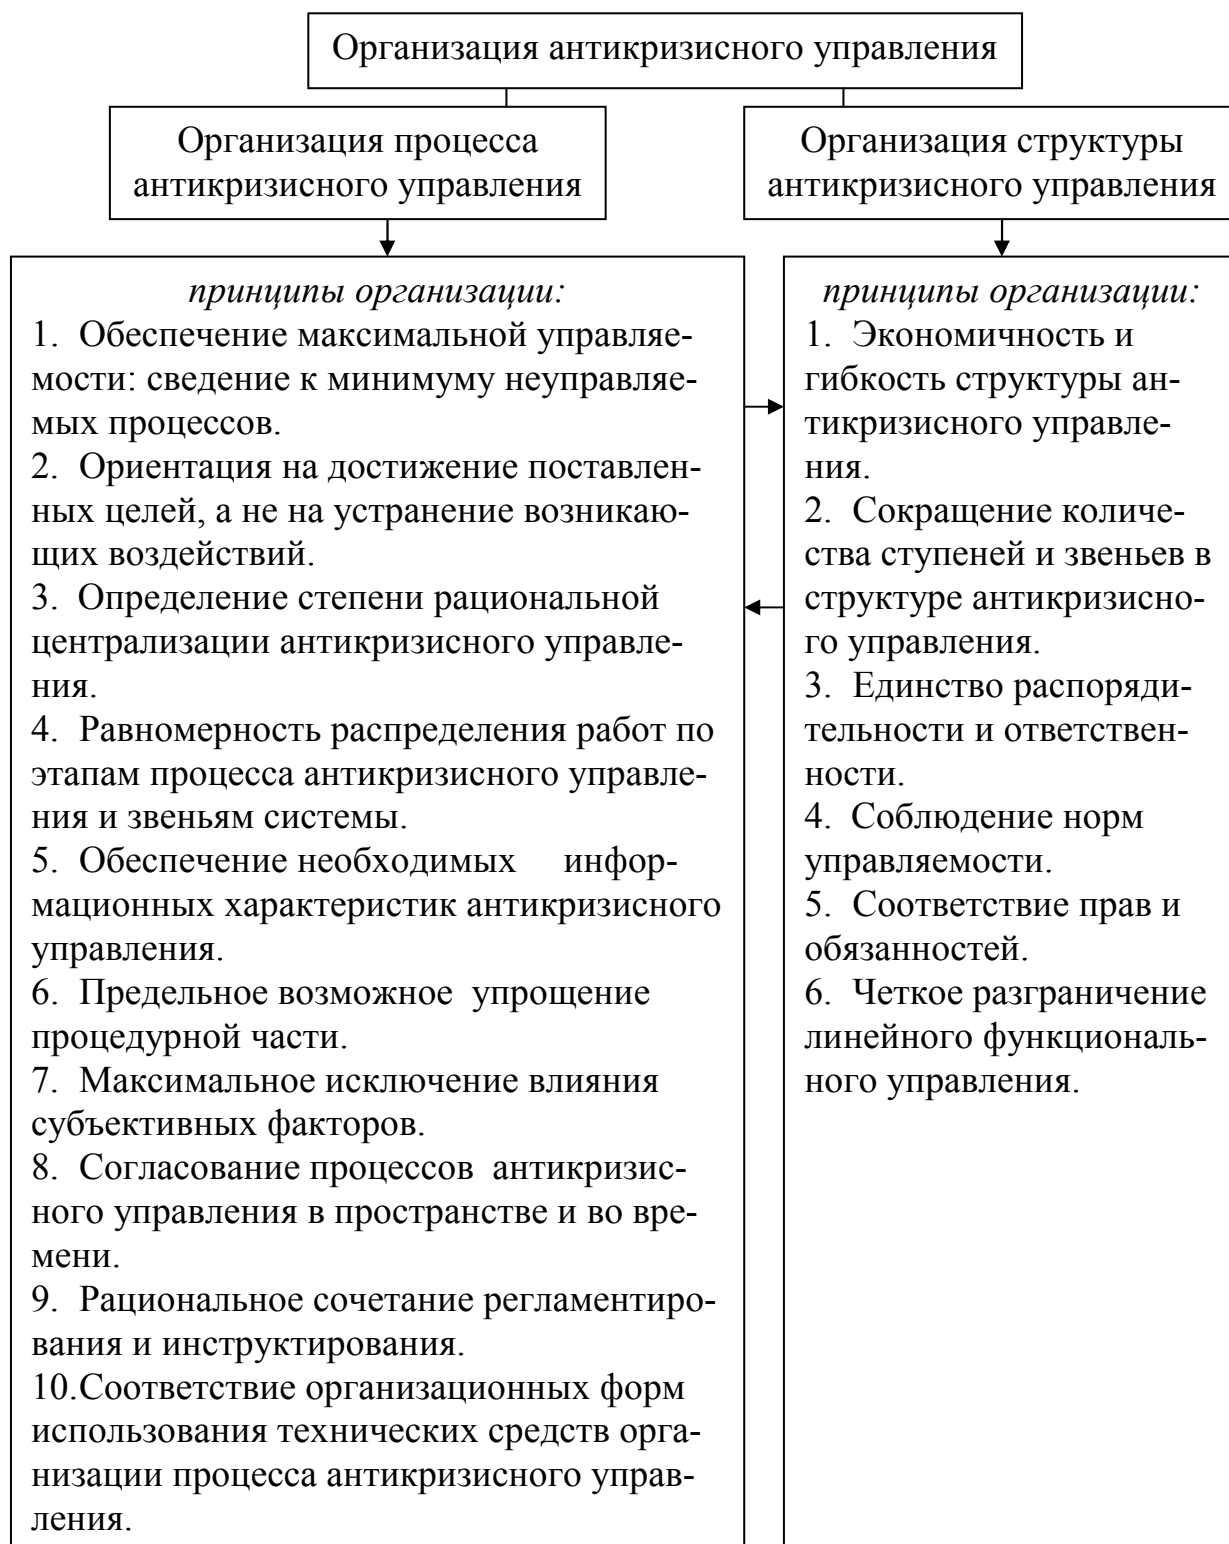 Организация антикризисного управления
Организация процесса
антикризисного управления
Организация структуры
антикризисного управления
принципы организации:
1. Обеспечение максимальной управляе-
мости: сведение к минимуму неуправляе-
мых процессов.
2. Ориентация на достижение поставлен-
ных целей, а не на устранение возникаю-
щих воздействий.
3. Определение степени рациональной
централизации антикризисного управле-
ния.
4. Равномерность распределения работ по
этапам процесса антикризисного управле-
ния и звеньям системы.
5. Обеспечение необходимых инфор-
мационных характеристик антикризисного
управления.
6. Предельное возможное упрощение
процедурной части.
7. Максимальное исключение влияния
субъективных факторов.
8. Согласование процессов антикризис-
ного управления в пространстве и во вре-
мени.
9. Рациональное сочетание регламентиро-
вания и инструктирования.
10.Соответствие организационных форм
использования технических средств орга-
низации процесса антикризисного управ-
ления.
принципы организации:
1. Экономичность и
гибкость структуры ан-
тикризисного управле-
ния.
2. Сокращение количе-
ства ступеней и звеньев в
структуре антикризисно-
го управления.
3. Единство распоряди-
тельности и ответствен-
ности.
4. Соблюдение норм
управляемости.
5. Соответствие прав и
обязанностей.
6. Четкое разграничение
линейного функциональ-
ного управления.